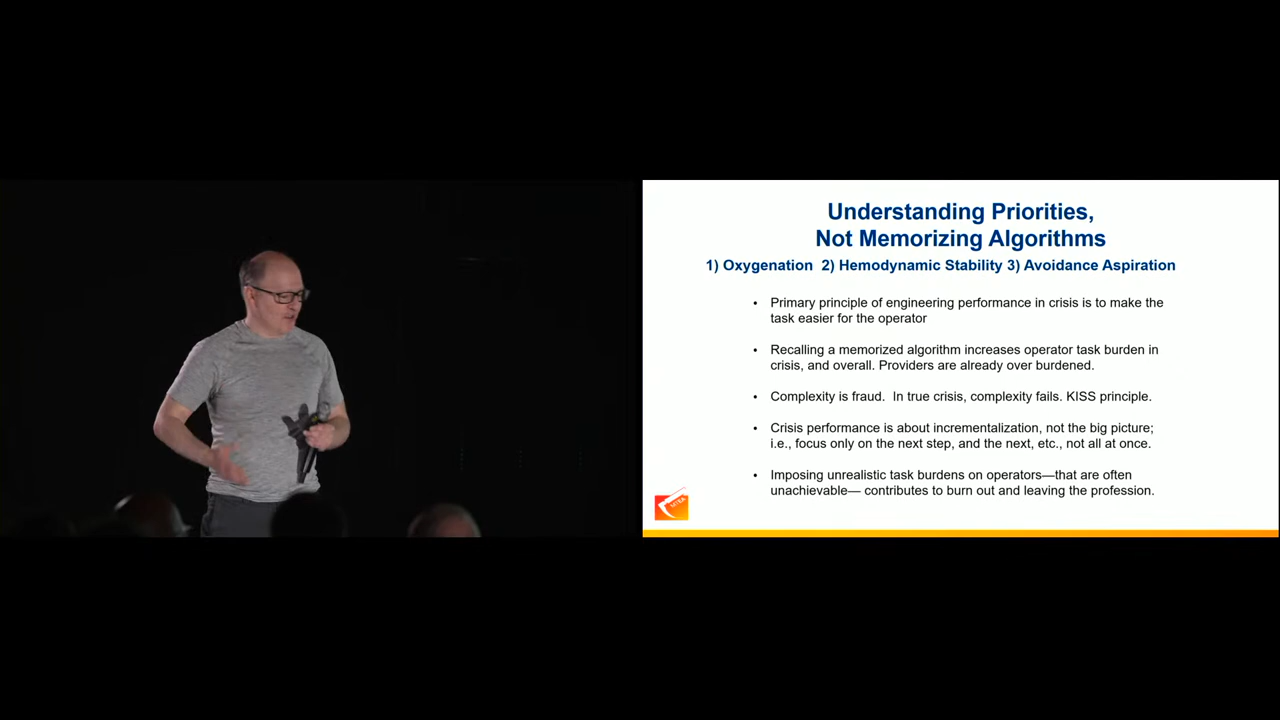 Understanding Priorities,
Not Memorizing Algorithms
1) Oxygenation 2) Hemodynamic Stability 3) Avoidance Aspiration
• Primary principle of engineering performance in crisis is to make the
task easier for the operator
• Recalling a memorized algorithm increases operator task burden in
crisis, and overall. Providers are already over burdened.
• Complexity is fraud. In true crisis, complexity fails. KISS principle.
• Crisis performance is about incrementalization, not the big picture;
i.e., focus only on the next step, and the next, etc., not all at once.
• Imposing unrealistic task burdens on operators—that are often
unachievable— contributes to burn out and leaving the profession.